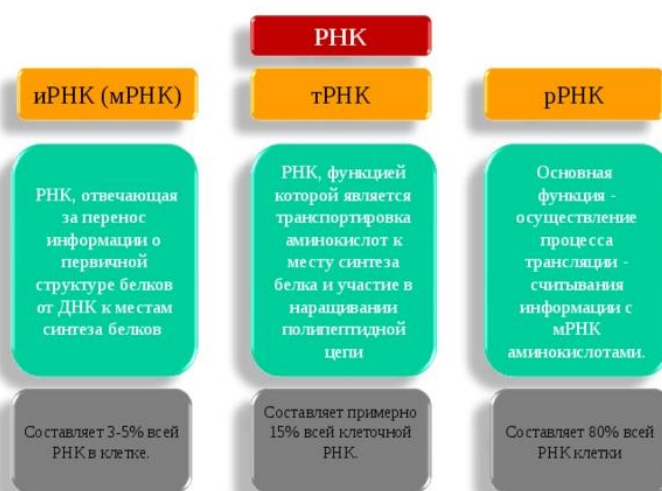 РНК
иРНК (мРНК)
тРНК
рРНК
РНК, отвечающая
за перенос
информации о
первичной
структуре белков
от ДНК к местам
синтеза белков
РНК, функцией
которой является
транспортировка
аминокислот к
месту синтеза
белка и участие в
наращивании
полипептидной
цепи
Основная
функция -
осуществление
процесса
трансляции -
считывания
информации с
мРНК
аминокислотами.
Составляет 3-5% всей
РНК в клетке.
Составляет примерно
15% всей клеточной
РНК.
Составляет 80% всей
РНК клетки